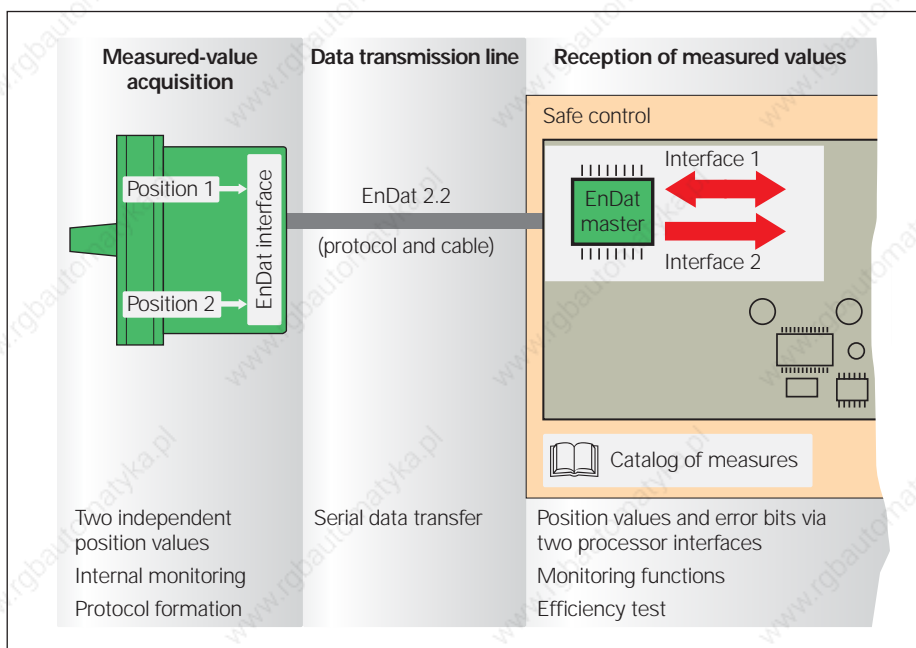 Measured-value
acquisition
Data transmission line
Reception of measured values
Position 1
Position 2
EnDat interface
EnDat 2.2
(protocol and cable)
Safe control
EnDat
master
Interface 1
Interface 2
Catalog of measures
Two independent
position values
Internal monitoring
Protocol formation
Serial data transfer
Position values and error bits via
two processor interfaces
Monitoring functions
Efficiency test
www.rgbautomatyka.pl